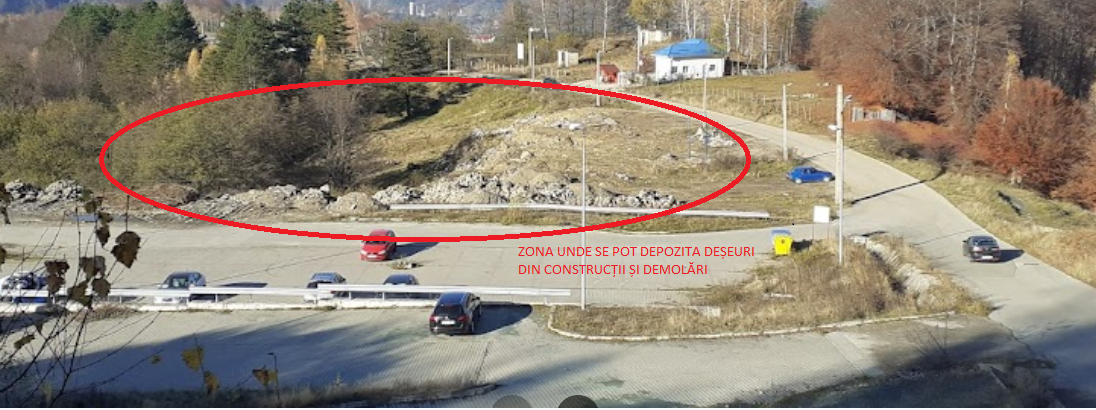 ZONA UNDE SE POT DEPOZITA DEȘEURI
DIN CONSTRUCȚII ȘI DEMOLĂRI